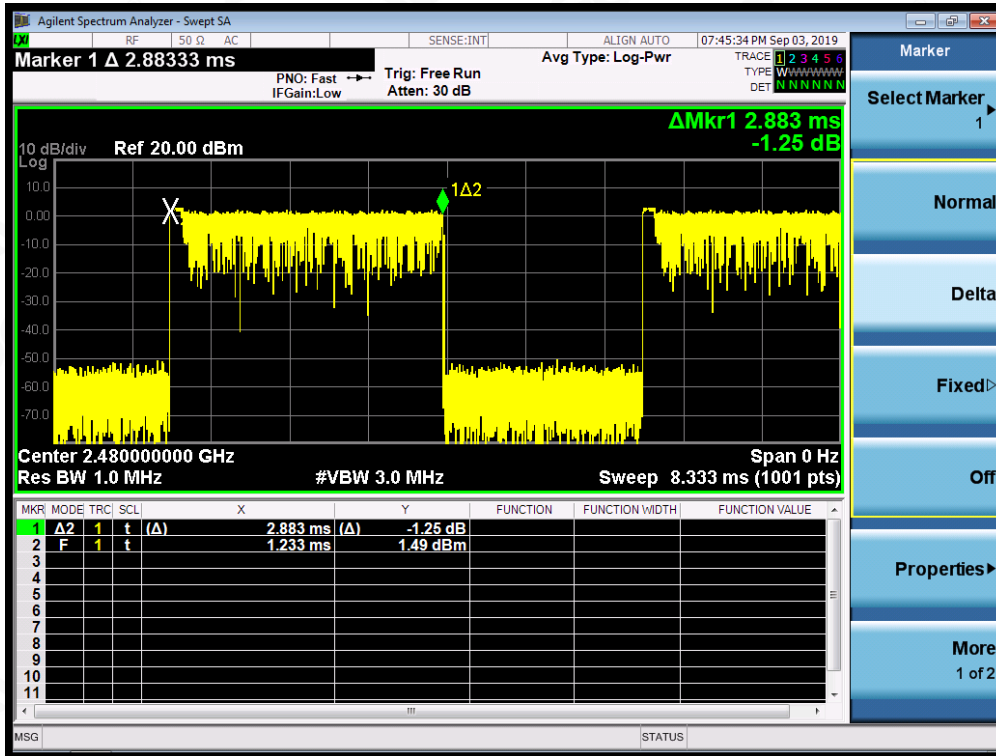 Agilent Spectrum Analyzer - Swept SA
LXI RF 50 Ω AC SENSE:INT ALIGN AUTO 07:45:34 PM Sep 03, 2019
Marker 1 Δ 2.88333 ms
PNO: Fast
IFGain:Low
Trig: Free Run
Atten: 30 dB
Avg Type: Log-Pwr
TRACE 1 2 3 4 5 6
TYPE WWWWWW
DET N N N N N N
ΔMkr1 2.883 ms
-1.25 dB
10 dB/div Ref 20.00 dBm
Log
10.0
0.00
-10.0
-20.0
-30.0
-40.0
-50.0
-60.0
-70.0
1Δ2
Center 2.480000000 GHz Span 0 Hz
Res BW 1.0 MHz #VBW 3.0 MHz Sweep 8.333 ms (1001 pts)
MKR MODE TRC SCL X Y FUNCTION FUNCTION WIDTH FUNCTION VALUE
1 Δ2 1 t (Δ) 2.883 ms (Δ) -1.25 dB
2 F 1 t 1.233 ms 1.49 dBm
3
4
5
6
7
8
9
10
11
MSG STATUS
Marker
Select Marker
1
Normal
Delta
Fixed
Off
Properties
More
1 of 2